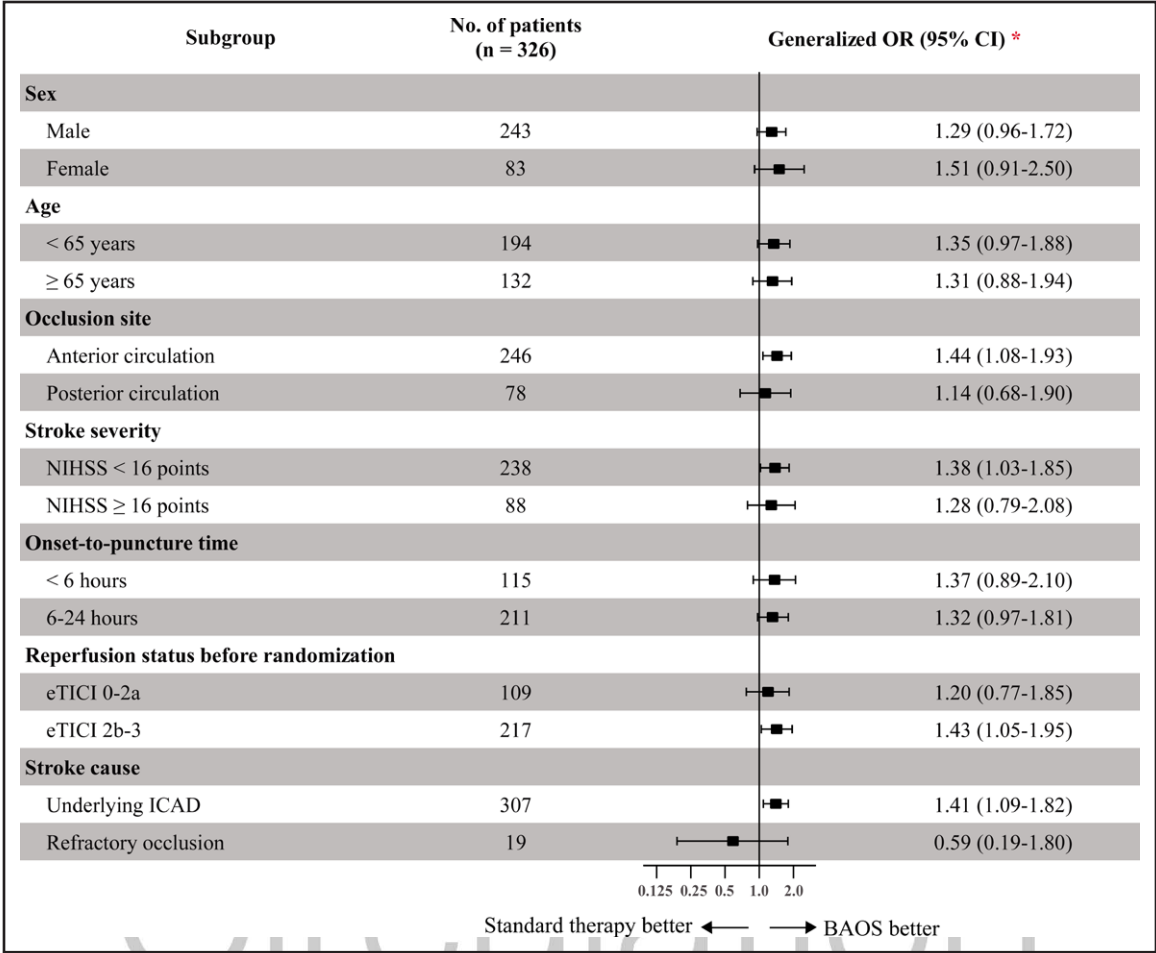 Subgroup No. of patients (n = 326) Generalized OR (95% CI) *
Sex
Male 243 1.29 (0.96-1.72)
Female 83 1.51 (0.91-2.50)
Age
< 65 years 194 1.35 (0.97-1.88)
≥ 65 years 132 1.31 (0.88-1.94)
Occlusion site
Anterior circulation 246 1.44 (1.08-1.93)
Posterior circulation 78 1.14 (0.68-1.90)
Stroke severity
NIHSS < 16 points 238 1.38 (1.03-1.85)
NIHSS ≥ 16 points 88 1.28 (0.79-2.08)
Onset-to-puncture time
< 6 hours 115 1.37 (0.89-2.10)
6-24 hours 211 1.32 (0.97-1.81)
Reperfusion status before randomization
eTICI 0-2a 109 1.20 (0.77-1.85)
eTICI 2b-3 217 1.43 (1.05-1.95)
Stroke cause
Underlying ICAD 307 1.41 (1.09-1.82)
Refractory occlusion 19 0.59 (0.19-1.80)
0.125 0.25 0.5 1.0 2.0
Standard therapy better BAOS better